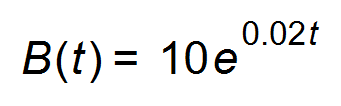 B(t) = 10e^{0.02t}